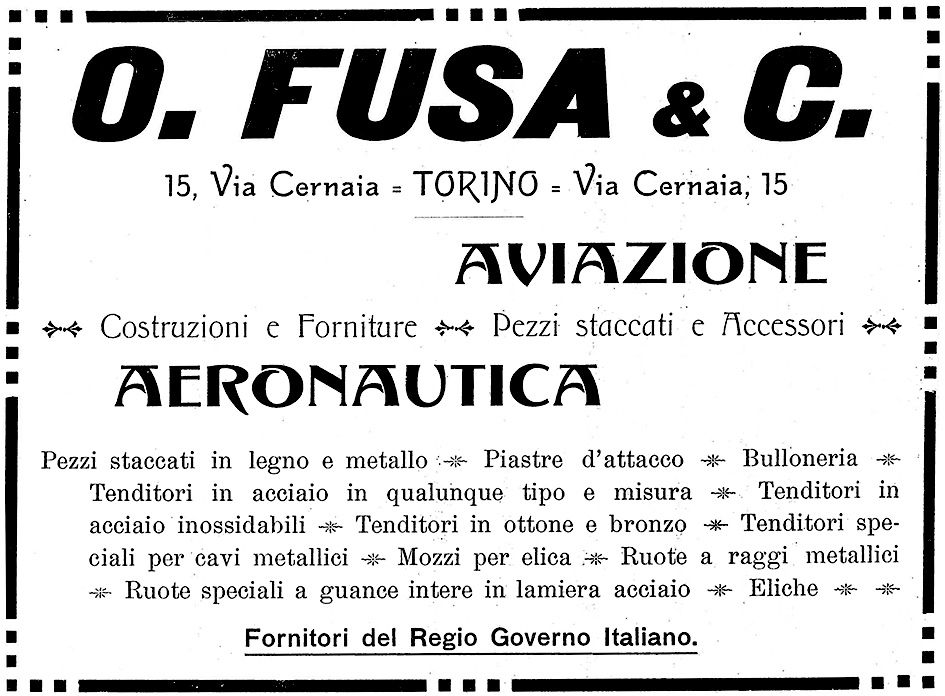 O. FUSA & C.
15, Via Cernaia = TORINO = Via Cernaia, 15
AVIAZIONE
Costruzioni e Forniture Pezzi staccati e Accessori
AERONAUTICA
Pezzi staccati in legno e metallo Piastre d'attacco Bulloneria
Tenditori in acciaio in qualunque tipo e misura Tenditori in
acciaio inossidabili Tenditori in ottone e bronzo Tenditori spe-
ciali per cavi metallici Mozzi per elica Ruote a raggi metallici
Ruote speciali a guance intere in lamiera acciaio Eliche
Fornitori del Regio Governo Italiano.